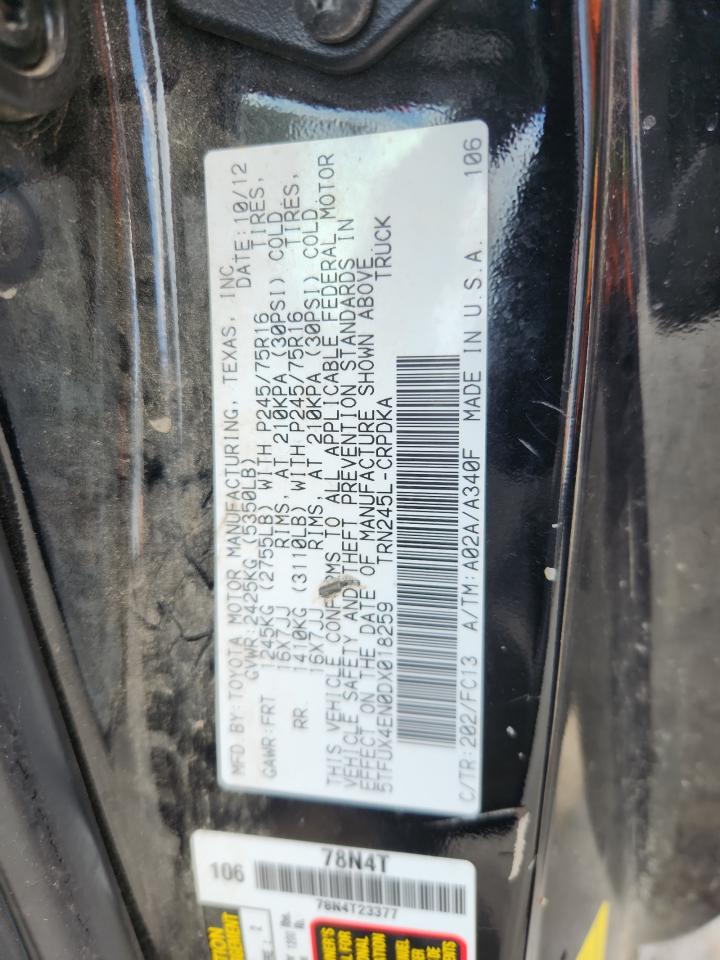 MFD BY: TOYOTA MOTOR MANUFACTURING, TEXAS, INC
GVWR: 2425KG (5350LB) DATE: 10/12
GAWR: FRT. 1245KG (2755LB) WITH P245/75R16 TIRES,
16X7JJ RIMS, AT 210KPA (30PSI) COLD
RR. 1410KG (3110LB) WITH P245/75R16 TIRES,
16X7JJ RIMS, AT 210KPA (30PSI) COLD
THIS VEHICLE CONFORMS TO ALL APPLICABLE FEDERAL MOTOR
VEHICLE SAFETY AND THEFT PREVENTION STANDARDS IN
EFFECT ON THE DATE OF MANUFACTURE SHOWN ABOVE.
5TFUX4EN0DX018259 TRN245L-CRPDKA TRUCK
C/TR: 202/FC13 A/TM: A02A/A340F MADE IN U.S.A. 106
106 78N4T
78N4T23377